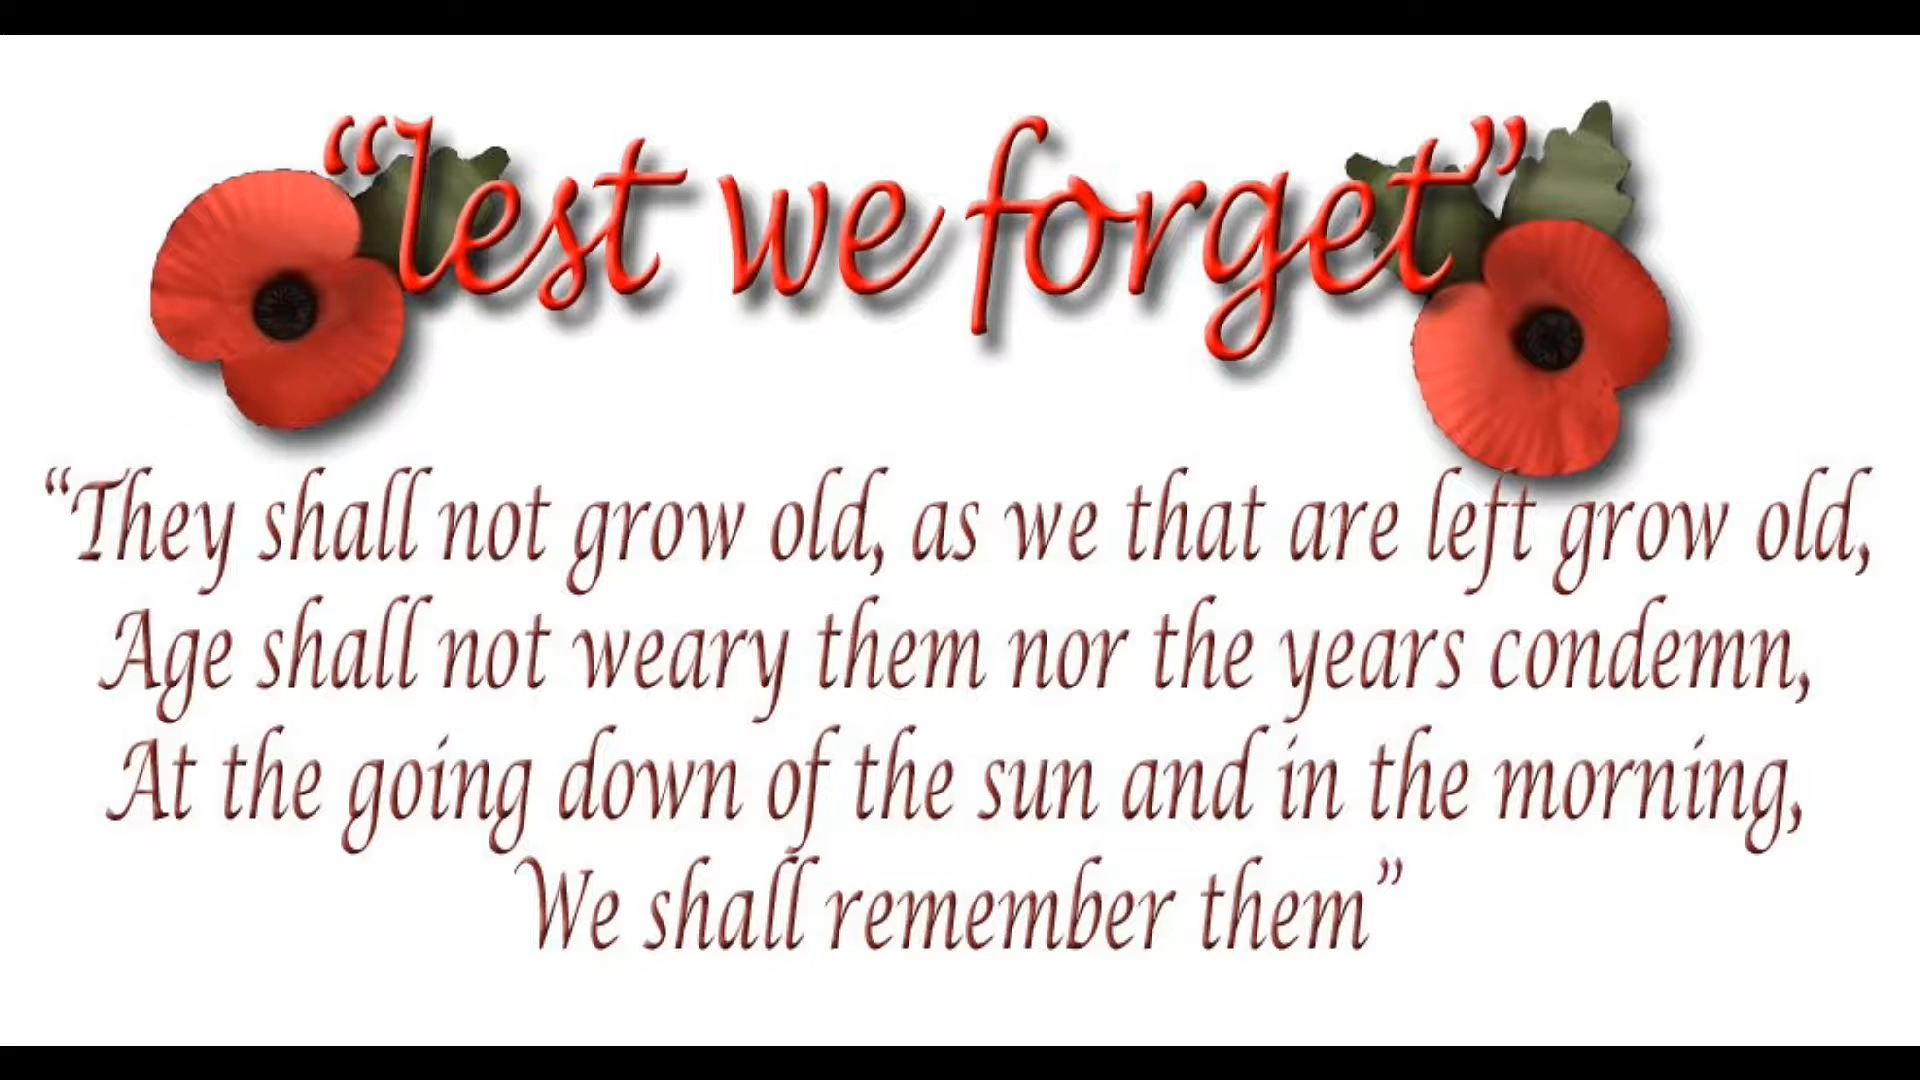 “lest we forget”
“They shall not grow old, as we that are left grow old,
Age shall not weary them nor the years condemn,
At the going down of the sun and in the morning,
We shall remember them”